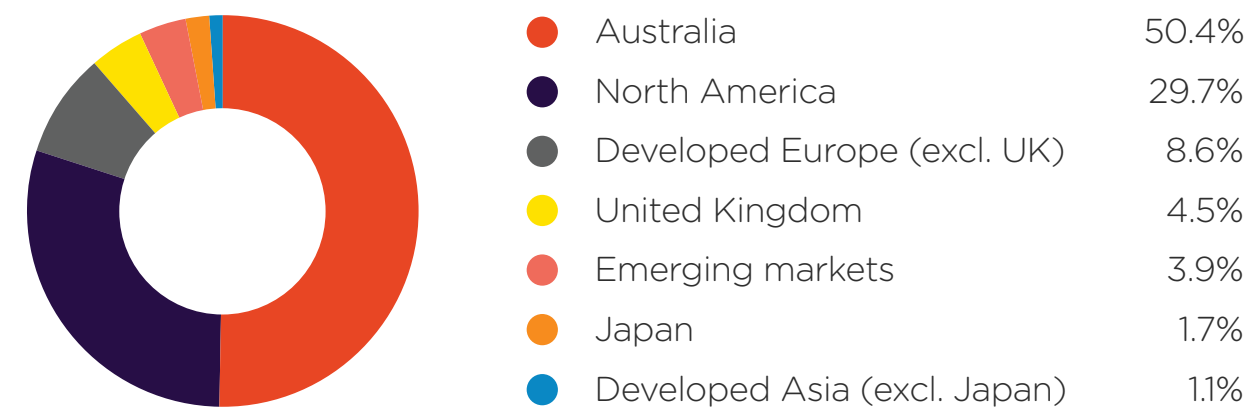 Australia 50.4%
North America 29.7%
Developed Europe (excl. UK) 8.6%
United Kingdom 4.5%
Emerging markets 3.9%
Japan 1.7%
Developed Asia (excl. Japan) 1.1%